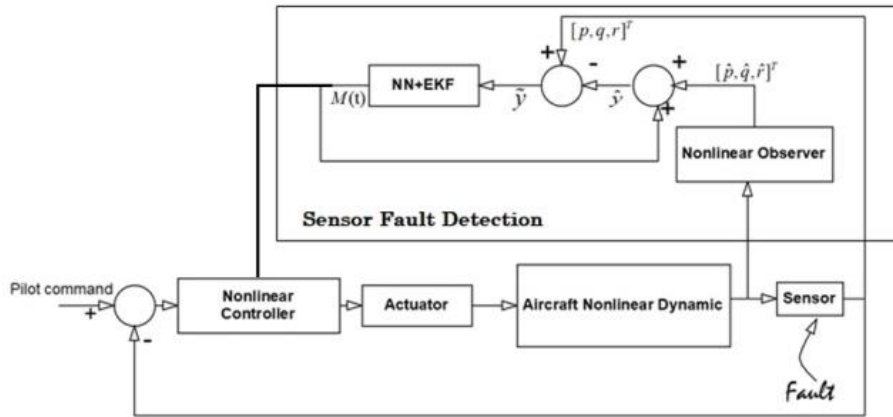 [p,q,r]^T
+
-
+
[p̂,q̂,r̂]^T
NN+EKF
M(t)
ỹ
ŷ
+
Nonlinear Observer
Sensor Fault Detection
Pilot command
+
-
Nonlinear
Controller
Actuator
Aircraft Nonlinear Dynamic
Sensor
Fault